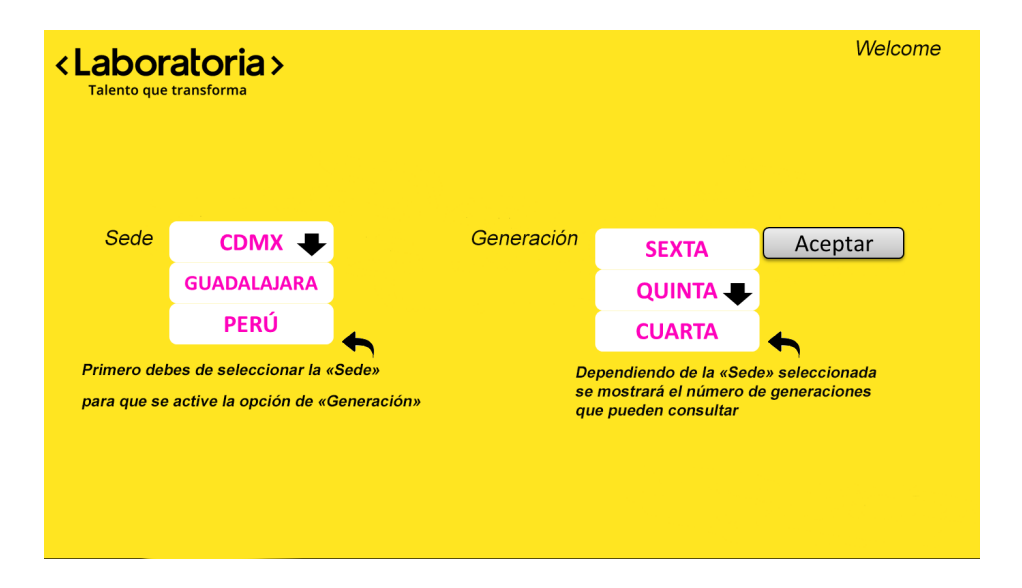 <Laboratoria>
Talento que transforma
Welcome
Sede
CDMX
GUADALAJARA
PERÚ
Primero debes de seleccionar la «Sede»
para que se active la opción de «Generación»
Generación
SEXTA
QUINTA
CUARTA
Aceptar
Dependiendo de la «Sede» seleccionada
se mostrará el número de generaciones
que pueden consultar